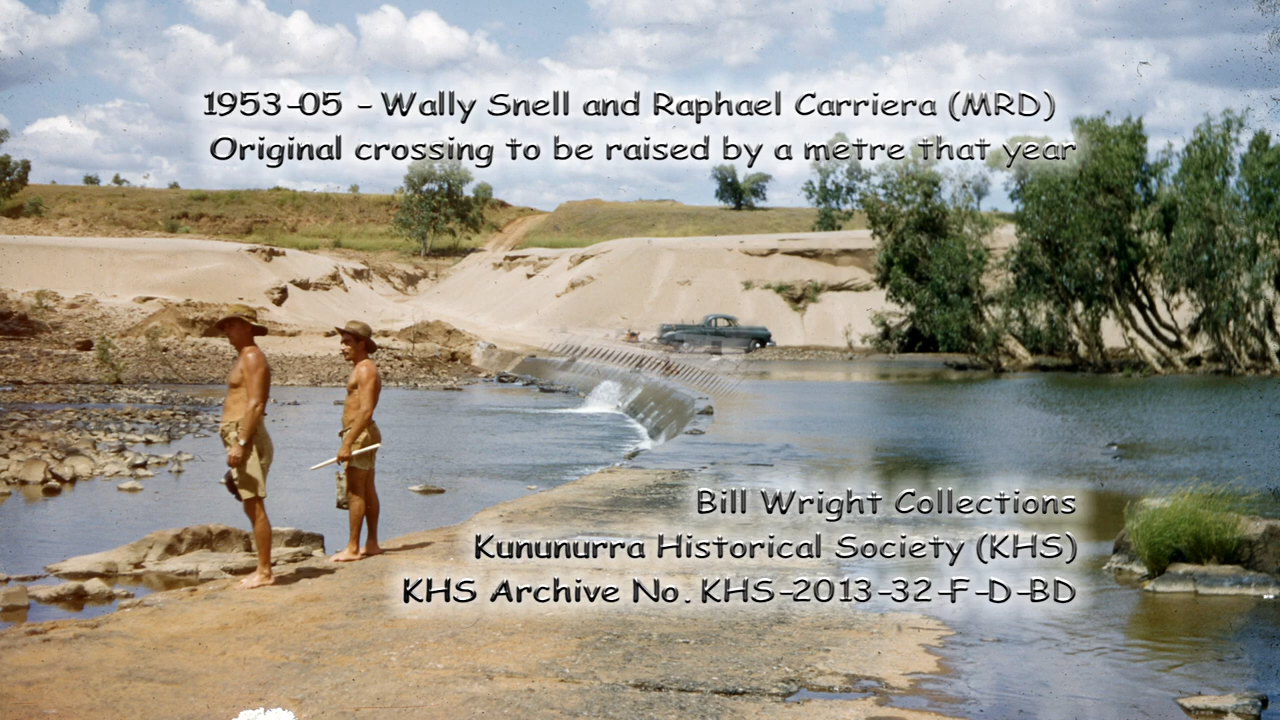 1953-05 - Wally Snell and Raphael Carriera (MRD)
Original crossing to be raised by a metre that year
Bill Wright Collections
Kununurra Historical Society (KHS)
KHS Archive No. KHS-2013-32-F-D-BD